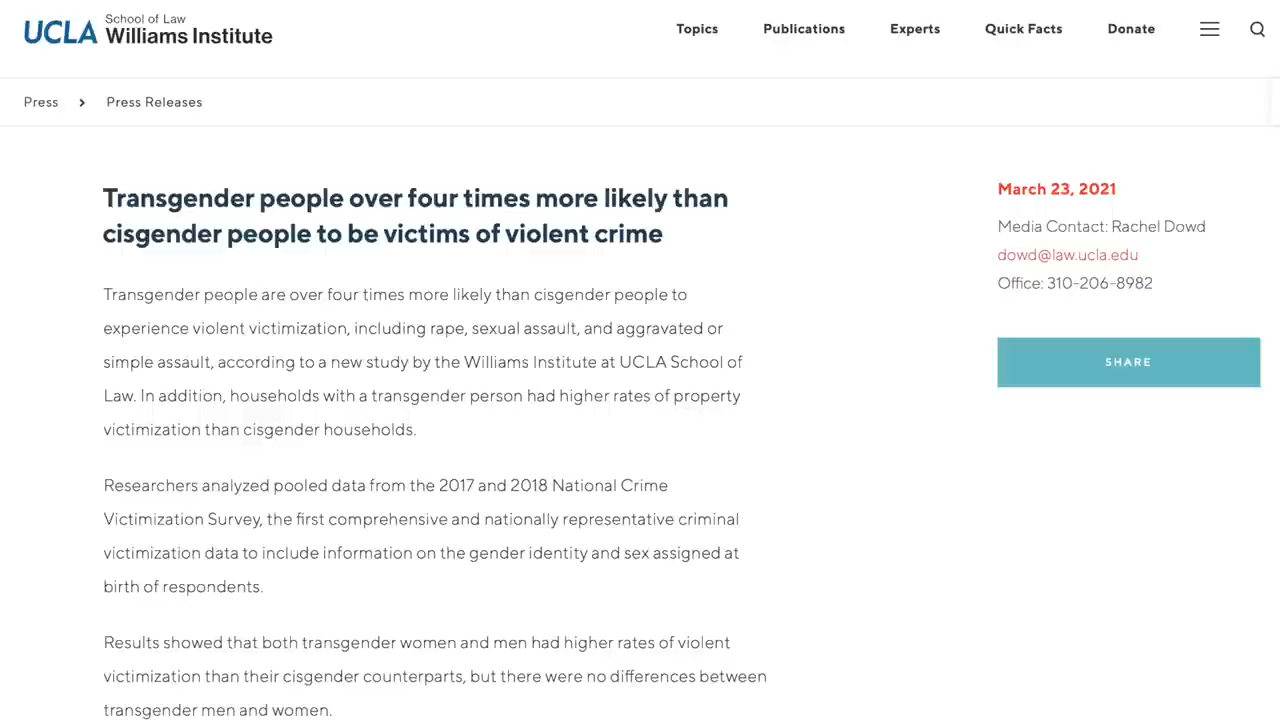 UCLA School of Law
Williams Institute
Topics Publications Experts Quick Facts Donate
Press > Press Releases
Transgender people over four times more likely than
cisgender people to be victims of violent crime
Transgender people are over four times more likely than cisgender people to
experience violent victimization, including rape, sexual assault, and aggravated or
simple assault, according to a new study by the Williams Institute at UCLA School of
Law. In addition, households with a transgender person had higher rates of property
victimization than cisgender households.
Researchers analyzed pooled data from the 2017 and 2018 National Crime
Victimization Survey, the first comprehensive and nationally representative criminal
victimization data to include information on the gender identity and sex assigned at
birth of respondents.
Results showed that both transgender women and men had higher rates of violent
victimization than their cisgender counterparts, but there were no differences between
transgender men and women.
March 23, 2021
Media Contact: Rachel Dowd
dowd@law.ucla.edu
Office: 310-206-8982
SHARE